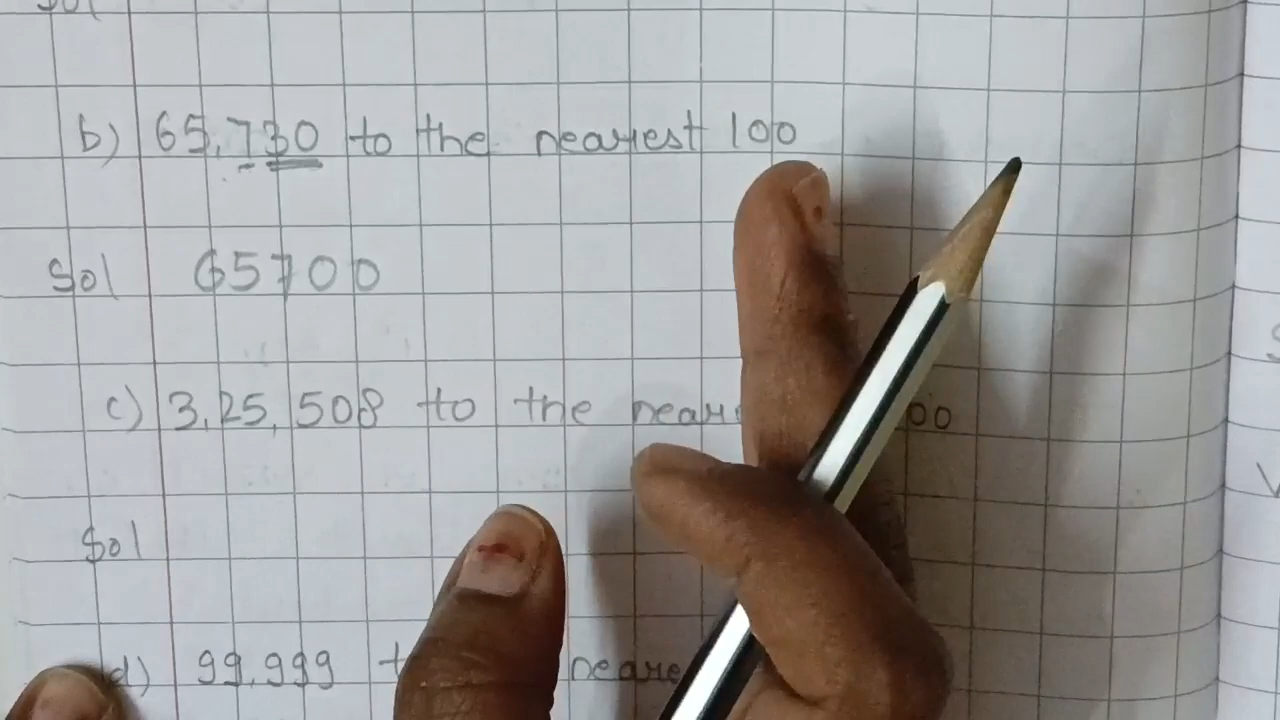 b) 65,730 to the nearest 100
Sol 65700
c) 3,25,508 to the
Sol
d) 99,999